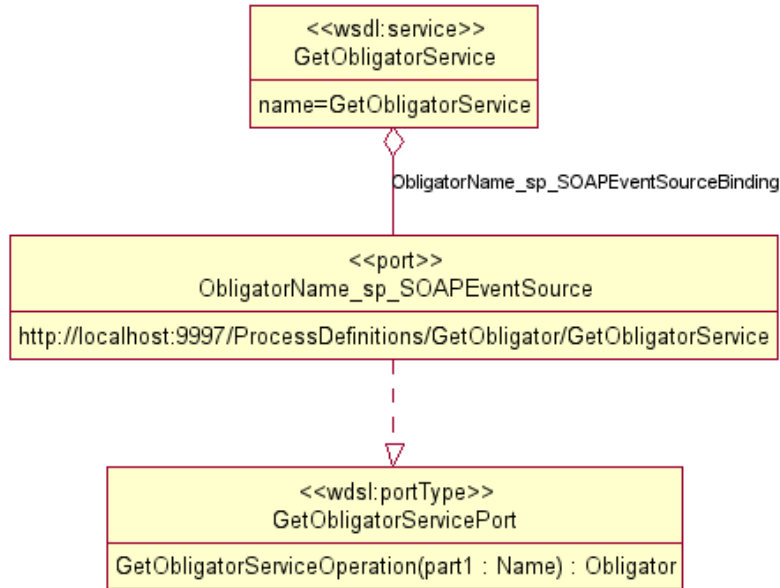 <<wsdl:service>>
GetObligatorService
name=GetObligatorService
ObligatorName_sp_SOAPEventSourceBinding
<<port>>
ObligatorName_sp_SOAPEventSource
http://localhost:9997/ProcessDefinitions/GetObligator/GetObligatorService
<<wdsl:portType>>
GetObligatorServicePort
GetObligatorServiceOperation(part1 : Name) : Obligator